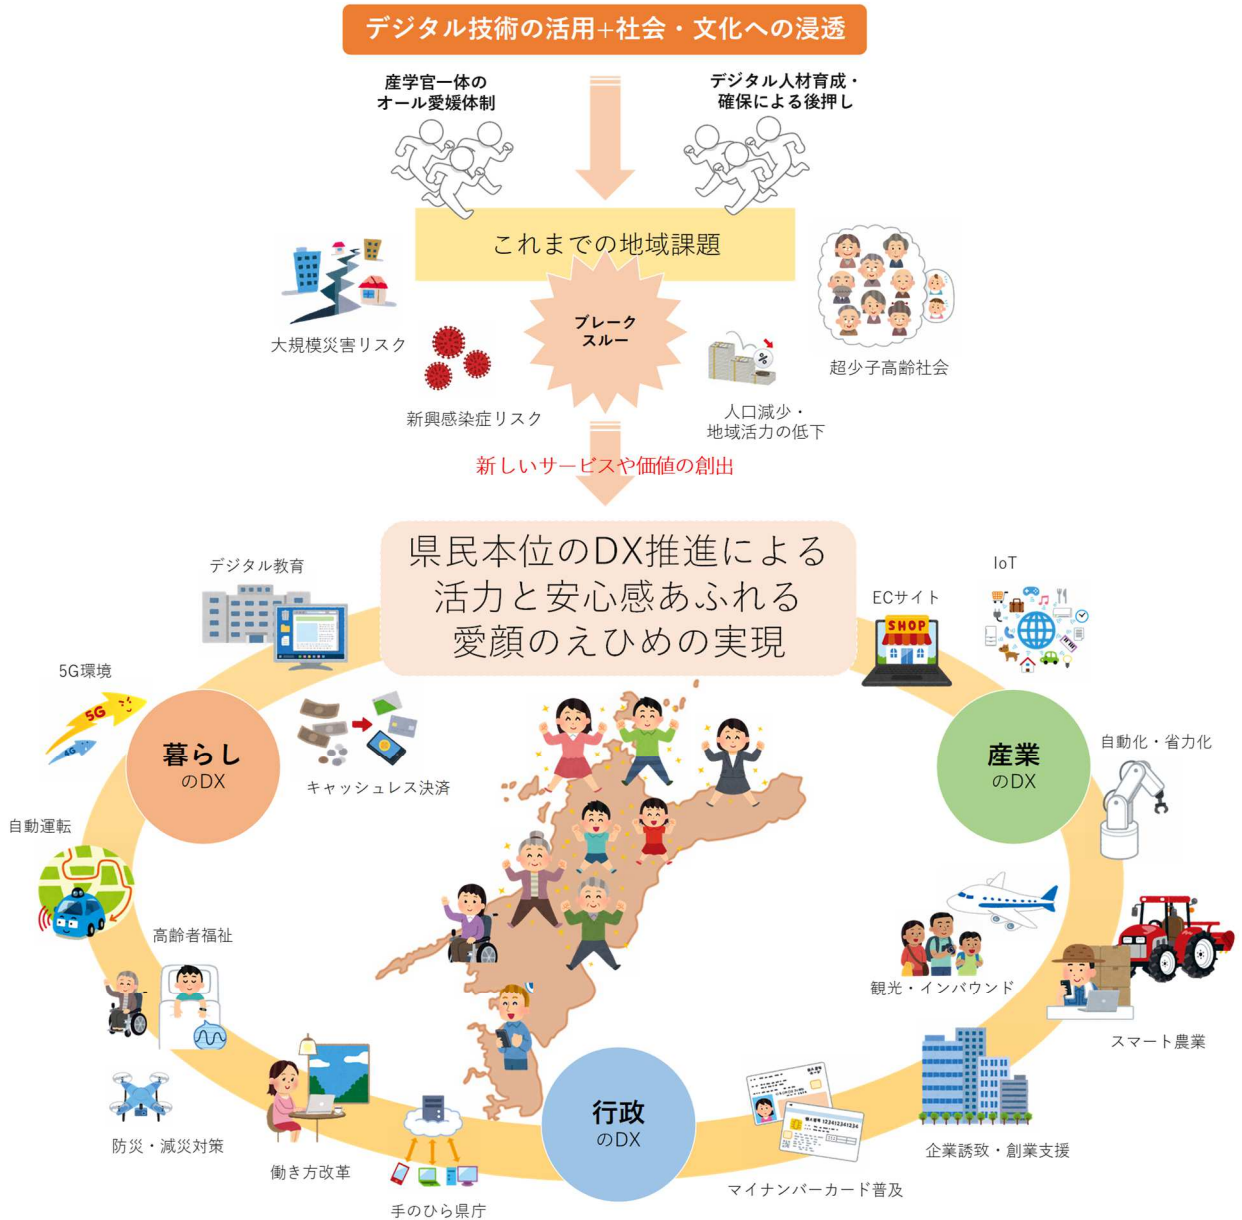 デジタル技術の活用+社会・文化への浸透
産学官一体の
オール愛媛体制
デジタル人材育成・
確保による後押し
これまでの地域課題
ブレーク
スルー
大規模災害リスク
新興感染症リスク
%
人口減少・
地域活力の低下
超少子高齢社会
新しいサービスや価値の創出
県民本位のDX推進による
活力と安心感あふれる
愛顔のえひめの実現
デジタル教育
5G環境
5G
4G
暮らし
のDX
キャッシュレス決済
自動運転
高齢者福祉
防災・減災対策
働き方改革
手のひら県庁
行政
のDX
マイナンバーカード普及
個人番号 123412341234
企業誘致・創業支援
観光・インバウンド
スマート農業
自動化・省力化
産業
のDX
ECサイト
SHOP
IoT